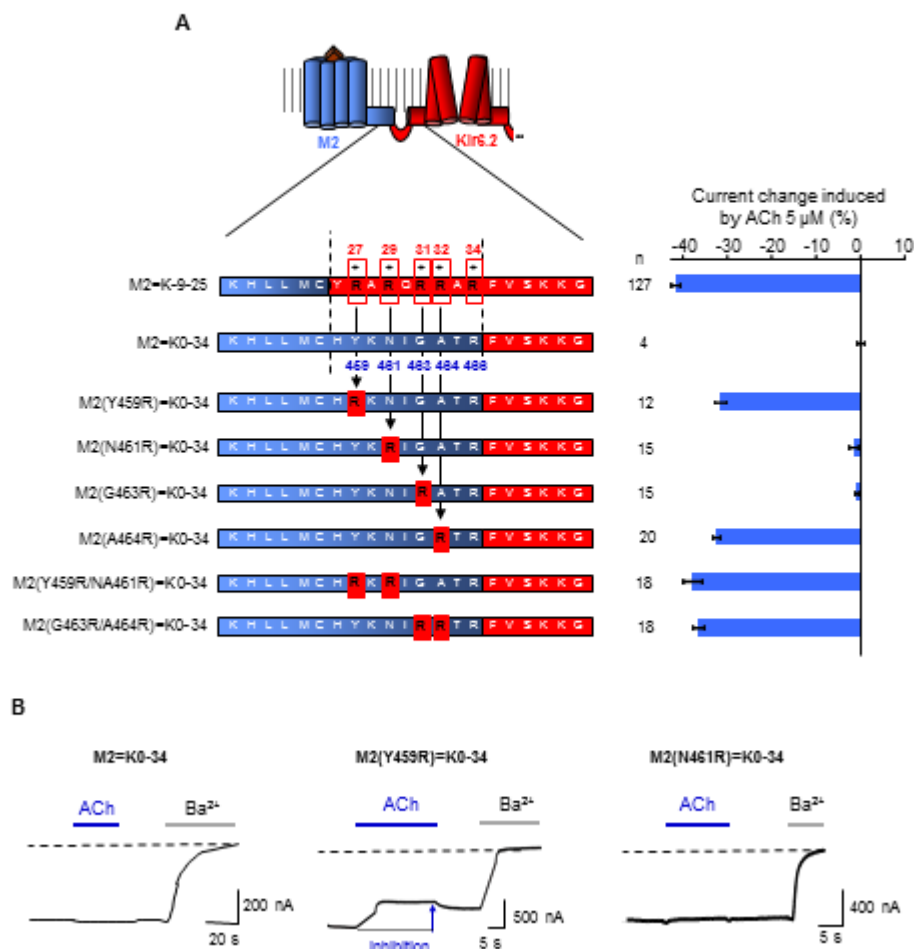 A
M2
Kir6.2
Current change induced
by ACh 5 µM (%)
n
-40 -30 -20 -10 0 10
27 29 31 32 34
+ + + + +
M2=K-9-25 K H L L M C Y R A R Q R R A R F V S K K G 127
M2=K0-34 K H L L M C H Y K N I G A T R F V S K K G 4
459 461 463 464 466
M2(Y459R)=K0-34 K H L L M C H R K N I G A T R F V S K K G 12
M2(N461R)=K0-34 K H L L M C H Y K R I G A T R F V S K K G 15
M2(G463R)=K0-34 K H L L M C H Y K N I R A T R F V S K K G 15
M2(A464R)=K0-34 K H L L M C H Y K N I G R T R F V S K K G 20
M2(Y459R/NA461R)=K0-34 K H L L M C H R K R I G A T R F V S K K G 18
M2(G463R/A464R)=K0-34 K H L L M C H Y K N I R R T R F V S K K G 18
B
M2=K0-34 M2(Y459R)=K0-34 M2(N461R)=K0-34
ACh Ba²⁺ ACh Ba²⁺ ACh Ba²⁺
200 nA 500 nA 400 nA
20 s Inhibition 5 s 5 s